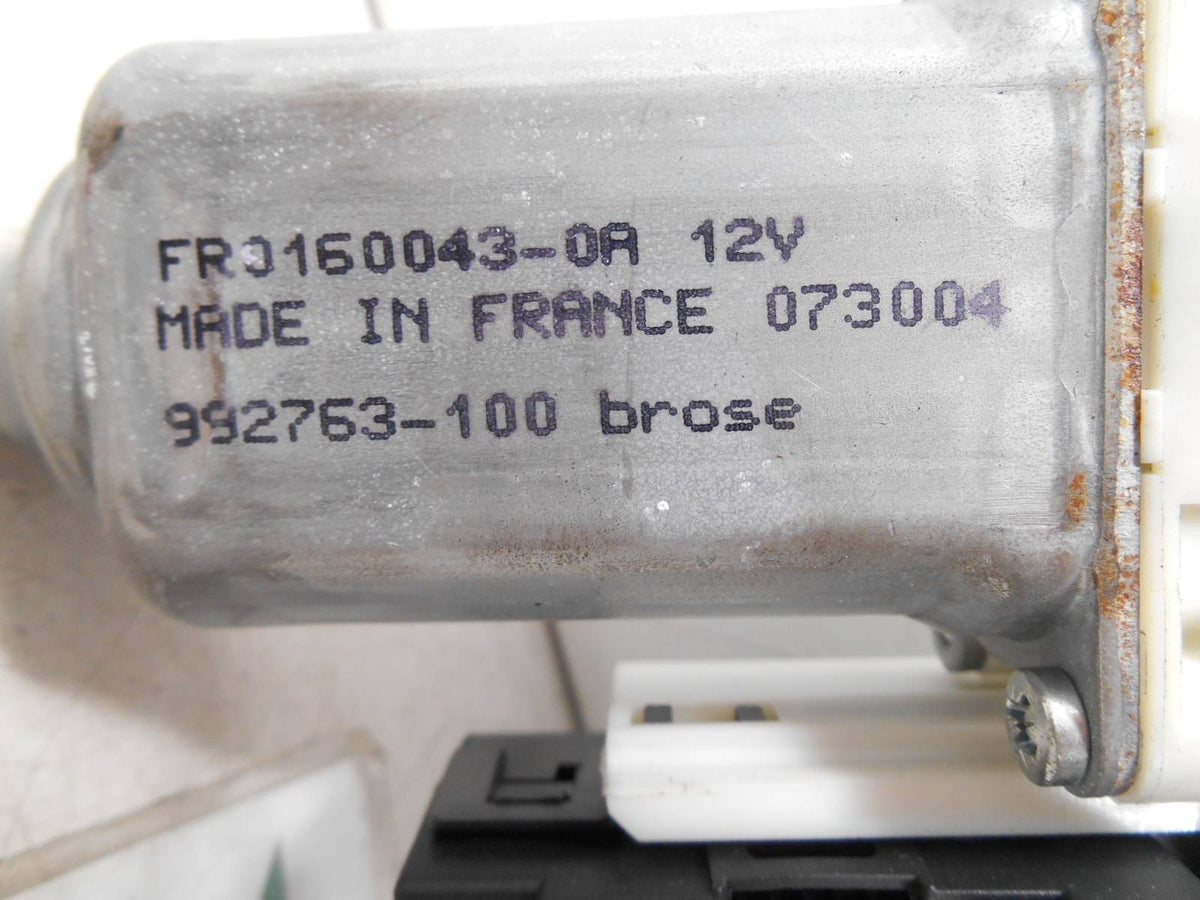 FR0160043-0A 12V
MADE IN FRANCE 073004
992763-100 brose